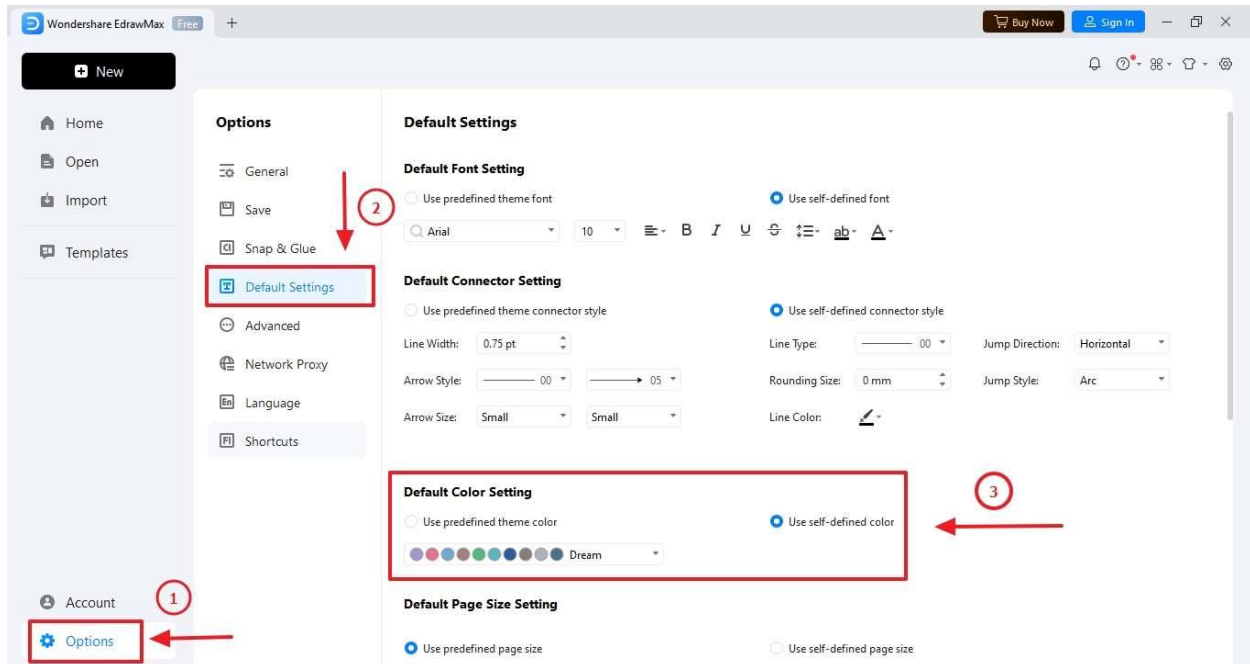 Wondershare EdrawMax Free
Buy Now
Sign In
New
Home
Open
Import
Templates
Account
1
Options
Options
General
Save
2
Snap & Glue
Default Settings
Advanced
Network Proxy
Language
Shortcuts
Default Settings
Default Font Setting
Use predefined theme font Use self-defined font
Arial 10 B I U S ab A
Default Connector Setting
Use predefined theme connector style Use self-defined connector style
Line Width: 0.75 pt Line Type: 00 Jump Direction: Horizontal
Arrow Style: 00 05 Rounding Size: 0 mm Jump Style: Arc
Arrow Size: Small Small Line Color:
Default Color Setting
3
Use predefined theme color Use self-defined color
Dream
Default Page Size Setting
Use predefined page size Use self-defined page size